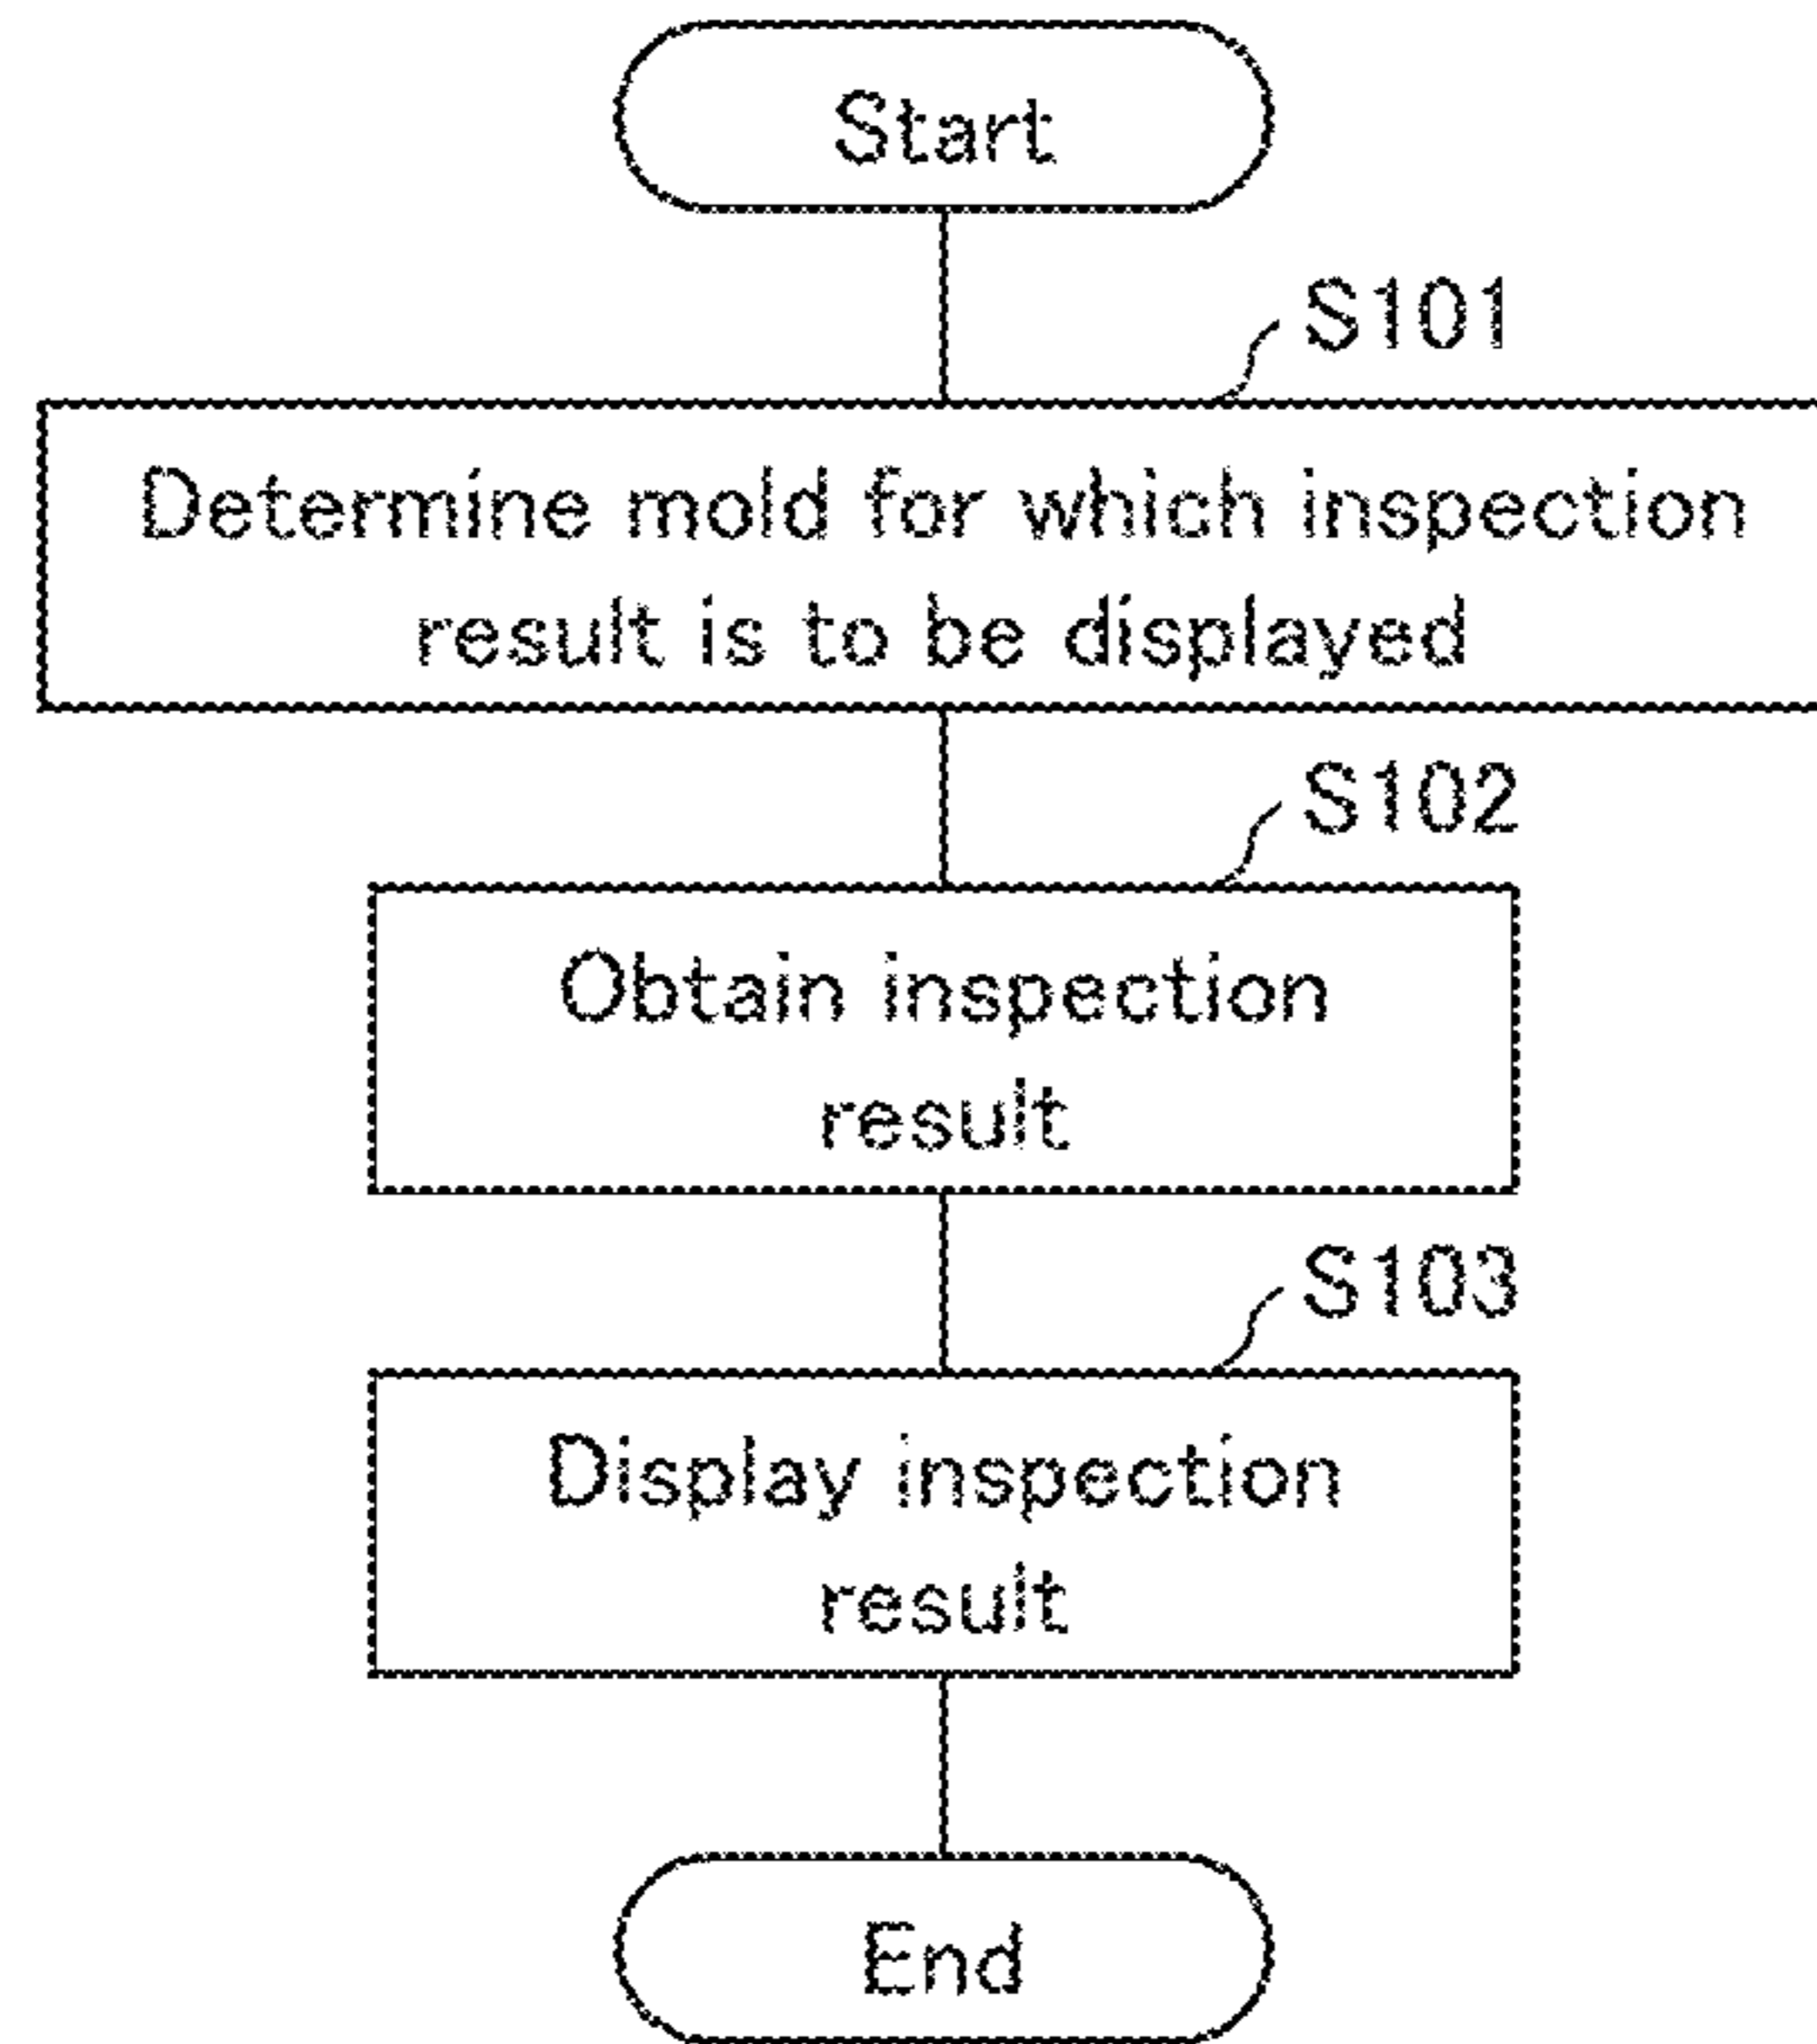 Start
S101
Determine mold for which inspection
result is to be displayed
S102
Obtain inspection
result
S103
Display inspection
result
End